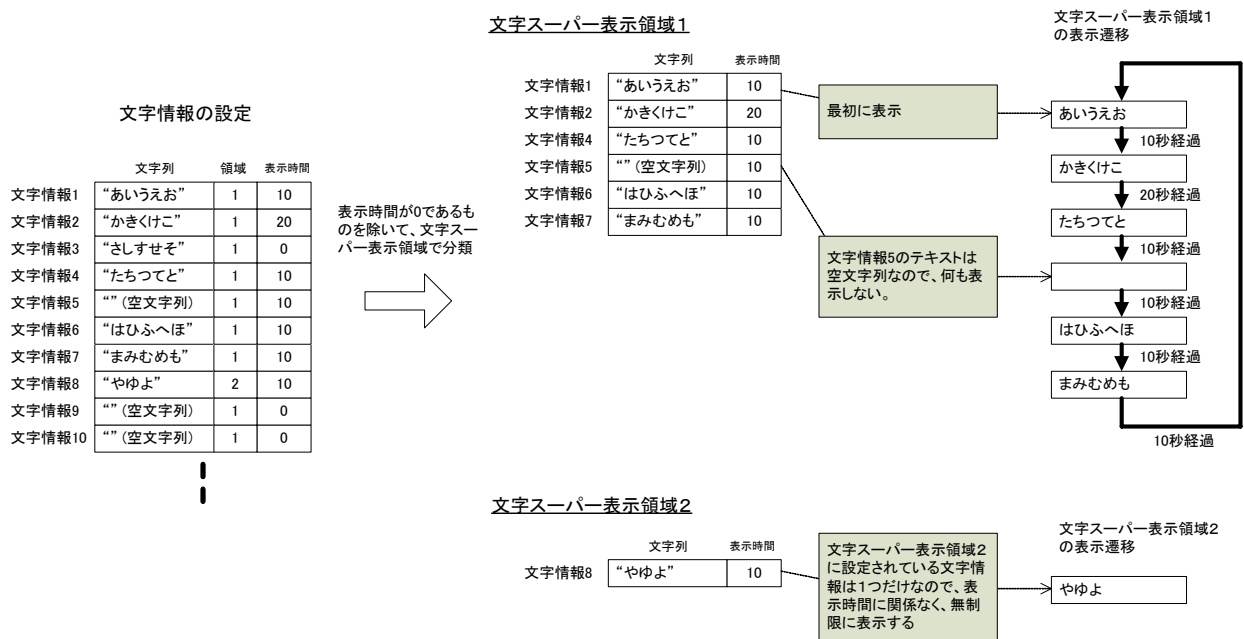 文字情報の設定
文字列 領域 表示時間
文字情報1 “あいうえお” 1 10
文字情報2 “かきくけこ” 1 20
文字情報3 “さしすせそ” 1 0
文字情報4 “たちつてと” 1 10
文字情報5 “”(空文字列) 1 10
文字情報6 “はひふへほ” 1 10
文字情報7 “まみむめも” 1 10
文字情報8 “やゆよ” 2 10
文字情報9 “”(空文字列) 1 0
文字情報10 “”(空文字列) 1 0
表示時間が0であるも
のを除いて、文字スー
パー表示領域で分類
文字スーパー表示領域1
文字列 表示時間
文字情報1 “あいうえお” 10
文字情報2 “かきくけこ” 20
文字情報4 “たちつてと” 10
文字情報5 “”(空文字列) 10
文字情報6 “はひふへほ” 10
文字情報7 “まみむめも” 10
最初に表示
文字情報5のテキストは
空文字列なので、何も表
示しない。
文字スーパー表示領域1
の表示遷移
あいうえお
10秒経過
かきくけこ
20秒経過
たちつてと
10秒経過
10秒経過
はひふへほ
10秒経過
まみむめも
10秒経過
文字スーパー表示領域2
文字列 表示時間
文字情報8 “やゆよ” 10
文字スーパー表示領域2
に設定されている文字情
報は1つだけなので、表
示時間に関係なく、無制
限に表示する
文字スーパー表示領域2
の表示遷移
やゆよ